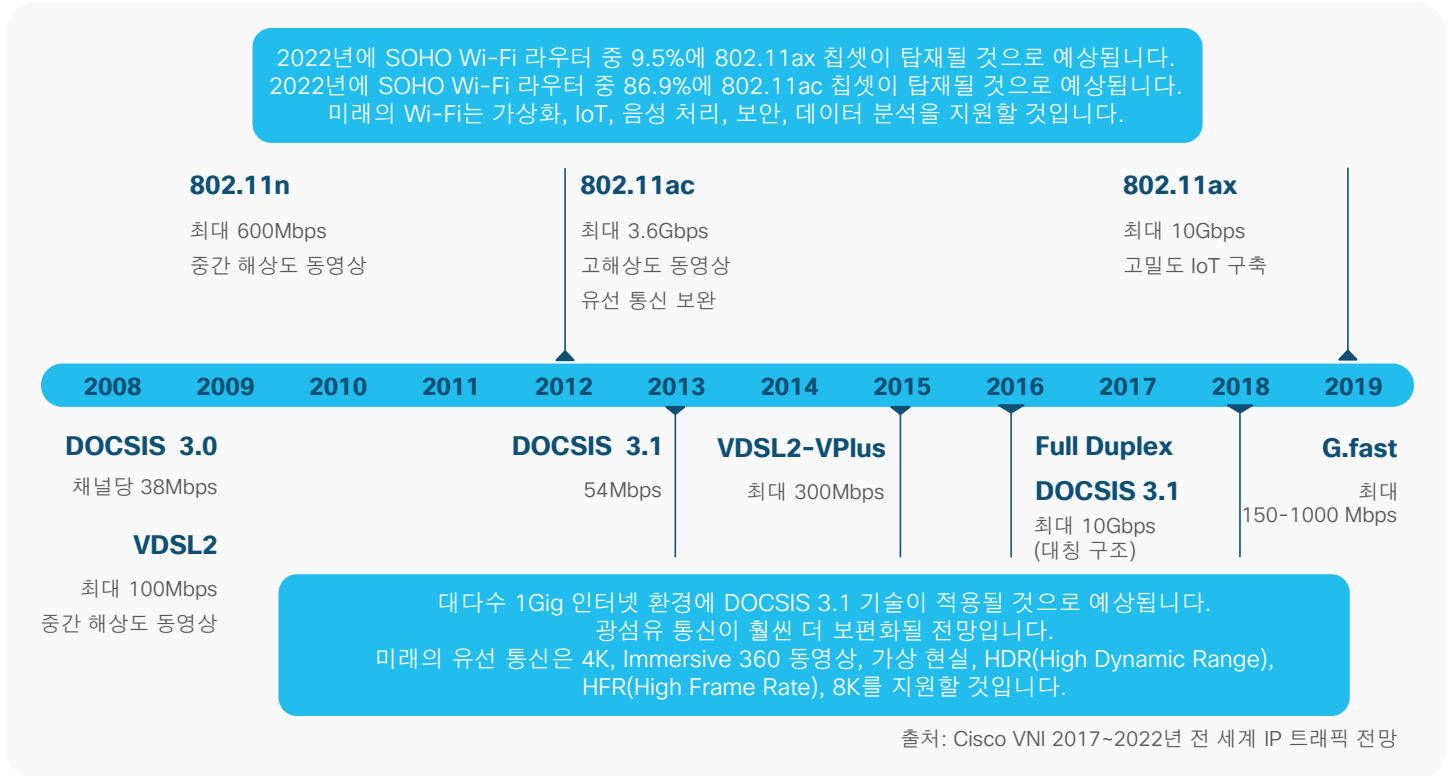 2022년에 SOHO Wi-Fi 라우터 중 9.5%에 802.11ax 칩셋이 탑재될 것으로 예상됩니다.
2022년에 SOHO Wi-Fi 라우터 중 86.9%에 802.11ac 칩셋이 탑재될 것으로 예상됩니다.
미래의 Wi-Fi는 가상화, IoT, 음성 처리, 보안, 데이터 분석을 지원할 것입니다.
802.11n
최대 600Mbps
중간 해상도 동영상
802.11ac
최대 3.6Gbps
고해상도 동영상
유선 통신 보완
802.11ax
최대 10Gbps
고밀도 IoT 구축
2008 2009 2010 2011 2012 2013 2014 2015 2016 2017 2018 2019
DOCSIS 3.0
채널당 38Mbps
VDSL2
최대 100Mbps
중간 해상도 동영상
DOCSIS 3.1
54Mbps
VDSL2-VPlus
최대 300Mbps
Full Duplex
DOCSIS 3.1
최대 10Gbps
(대칭 구조)
G.fast
최대
150-1000 Mbps
대다수 1Gig 인터넷 환경에 DOCSIS 3.1 기술이 적용될 것으로 예상됩니다.
광섬유 통신이 훨씬 더 보편화될 전망입니다.
미래의 유선 통신은 4K, Immersive 360 동영상, 가상 현실, HDR(High Dynamic Range),
HFR(High Frame Rate), 8K를 지원할 것입니다.
출처: Cisco VNI 2017~2022년 전 세계 IP 트래픽 전망